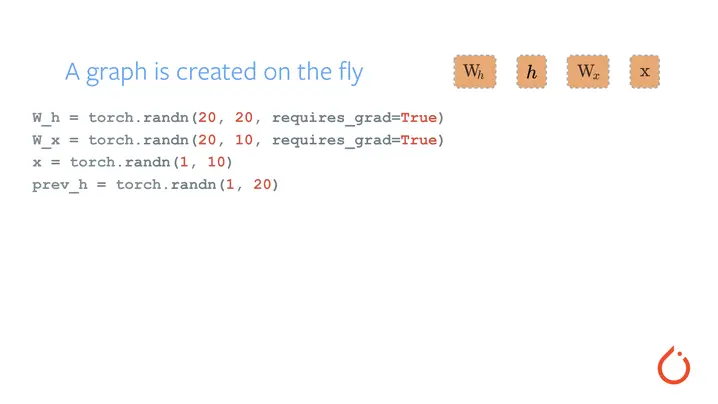 A graph is created on the fly
W_h h W_x x
W_h = torch.randn(20, 20, requires_grad=True)
W_x = torch.randn(20, 10, requires_grad=True)
x = torch.randn(1, 10)
prev_h = torch.randn(1, 20)